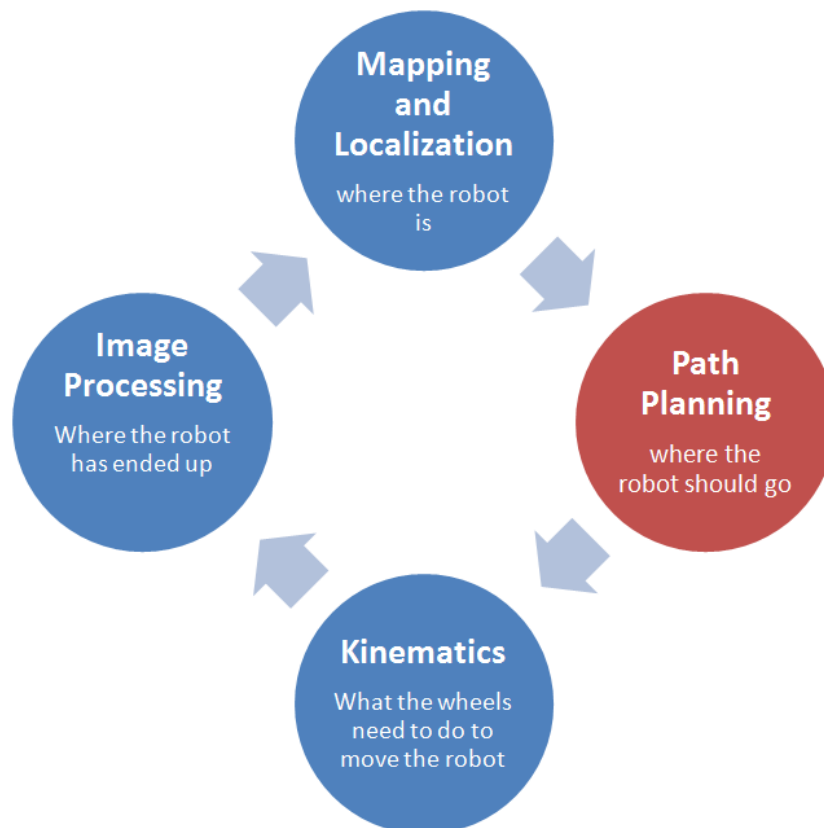 Mapping
and
Localization
where the robot
is
Path
Planning
where the
robot should go
Kinematics
What the wheels
need to do to
move the robot
Image
Processing
Where the robot
has ended up